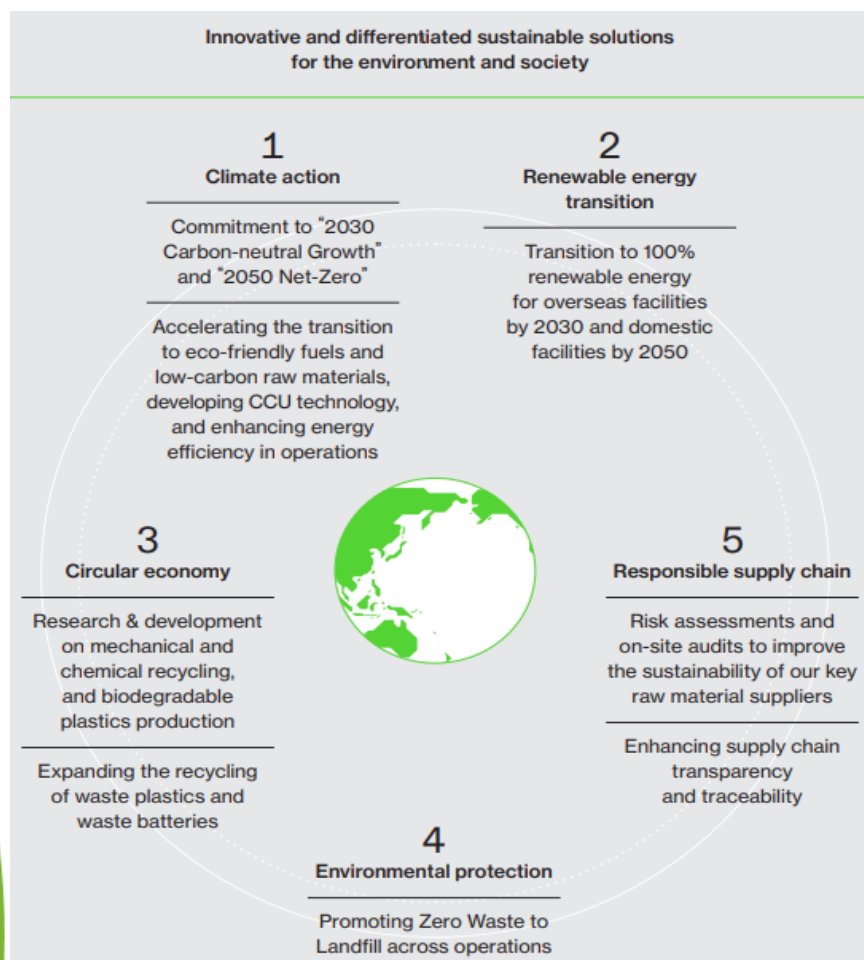 Innovative and differentiated sustainable solutions
for the environment and society
1
Climate action
Commitment to "2030
Carbon-neutral Growth"
and "2050 Net-Zero"
Accelerating the transition
to eco-friendly fuels and
low-carbon raw materials,
developing CCU technology,
and enhancing energy
efficiency in operations
2
Renewable energy
transition
Transition to 100%
renewable energy
for overseas facilities
by 2030 and domestic
facilities by 2050
3
Circular economy
Research & development
on mechanical and
chemical recycling,
and biodegradable
plastics production
Expanding the recycling
of waste plastics and
waste batteries
4
Environmental protection
Promoting Zero Waste to
Landfill across operations
5
Responsible supply chain
Risk assessments and
on-site audits to improve
the sustainability of our key
raw material suppliers
Enhancing supply chain
transparency
and traceability